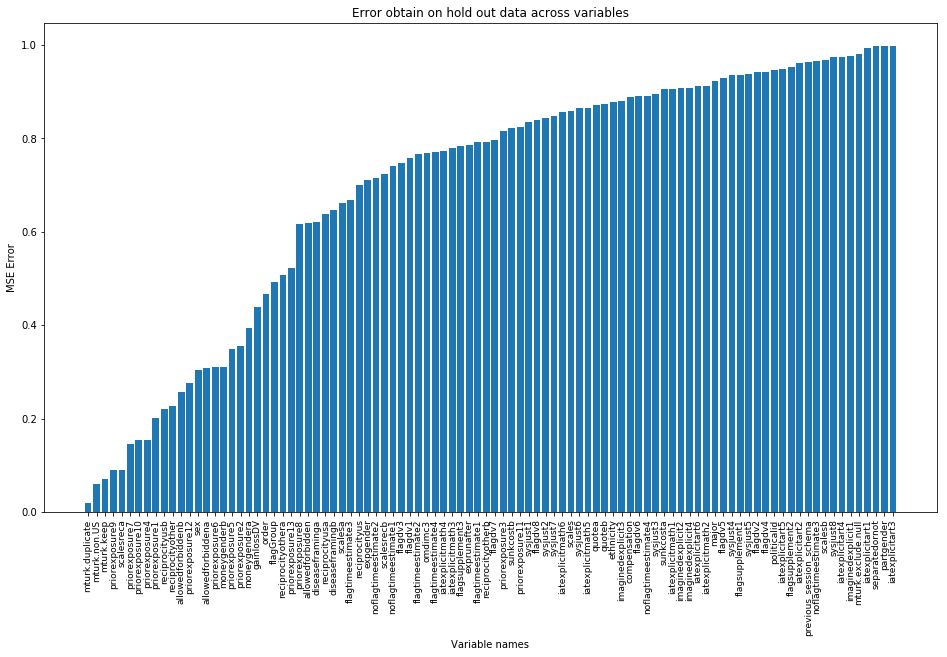 Error obtain on hold out data across variables
MSE Error
1.0
0.8
0.6
0.4
0.2
0.0
mturk.duplicate
mturk.non.US
mturk.keep
priorexposure9
scalesreca
priorexposure7
priorexposure10
priorexposure4
priorexposure1
reciprocityusb
reciprocityother
allowedforbiddenb
priorexposure12
sex
allowedforbiddena
priorexposure6
moneygenderb
priorexposure5
priorexposure2
moneygendera
gainlossDV
order
flagGroup
reciprocityothera
priorexposure13
priorexposure8
allowedforbidden
diseaseframinga
reciprocityusa
diseaseframingb
scalesa
flagtimeestimate3
reciprocityus
expgender
noflagtimeestimate2
scalesrecb
noflagtimeestimate1
flagdv3
flagdv1
flagtimeestimate2
omdimc3
flagtimeestimate4
iatexplicitmath4
iatexplicitmath3
flagsupplement3
exprunafter
flagtimeestimate1
reciprocityotherb
flagdv7
priorexposure3
sunkcostb
priorexposure11
sysjust1
flagdv8
sysjust2
sysjust7
iatexplicitmath6
scales
sysjust6
iatexplicitmath5
quotea
quoteb
ethnicity
imaginedexplicit3
compensation
flagdv6
noflagtimeestimate4
sysjust3
sunkcosta
iatexplicitmath1
imaginedexplicit2
imaginedexplicit4
iatexplicitart6
iatexplicitmath2
major
flagdv5
sysjust4
flagsupplement1
sysjust5
flagdv2
flagdv4
politicalid
iatexplicitart5
flagsupplement2
iatexplicitart2
previous_session_schema
noflagtimeestimate3
scalesb
sysjust8
iatexplicitart4
imaginedexplicit1
mturk.exclude.null
iatexplicitart1
separatedornot
partgender
iatexplicitart3
Variable names